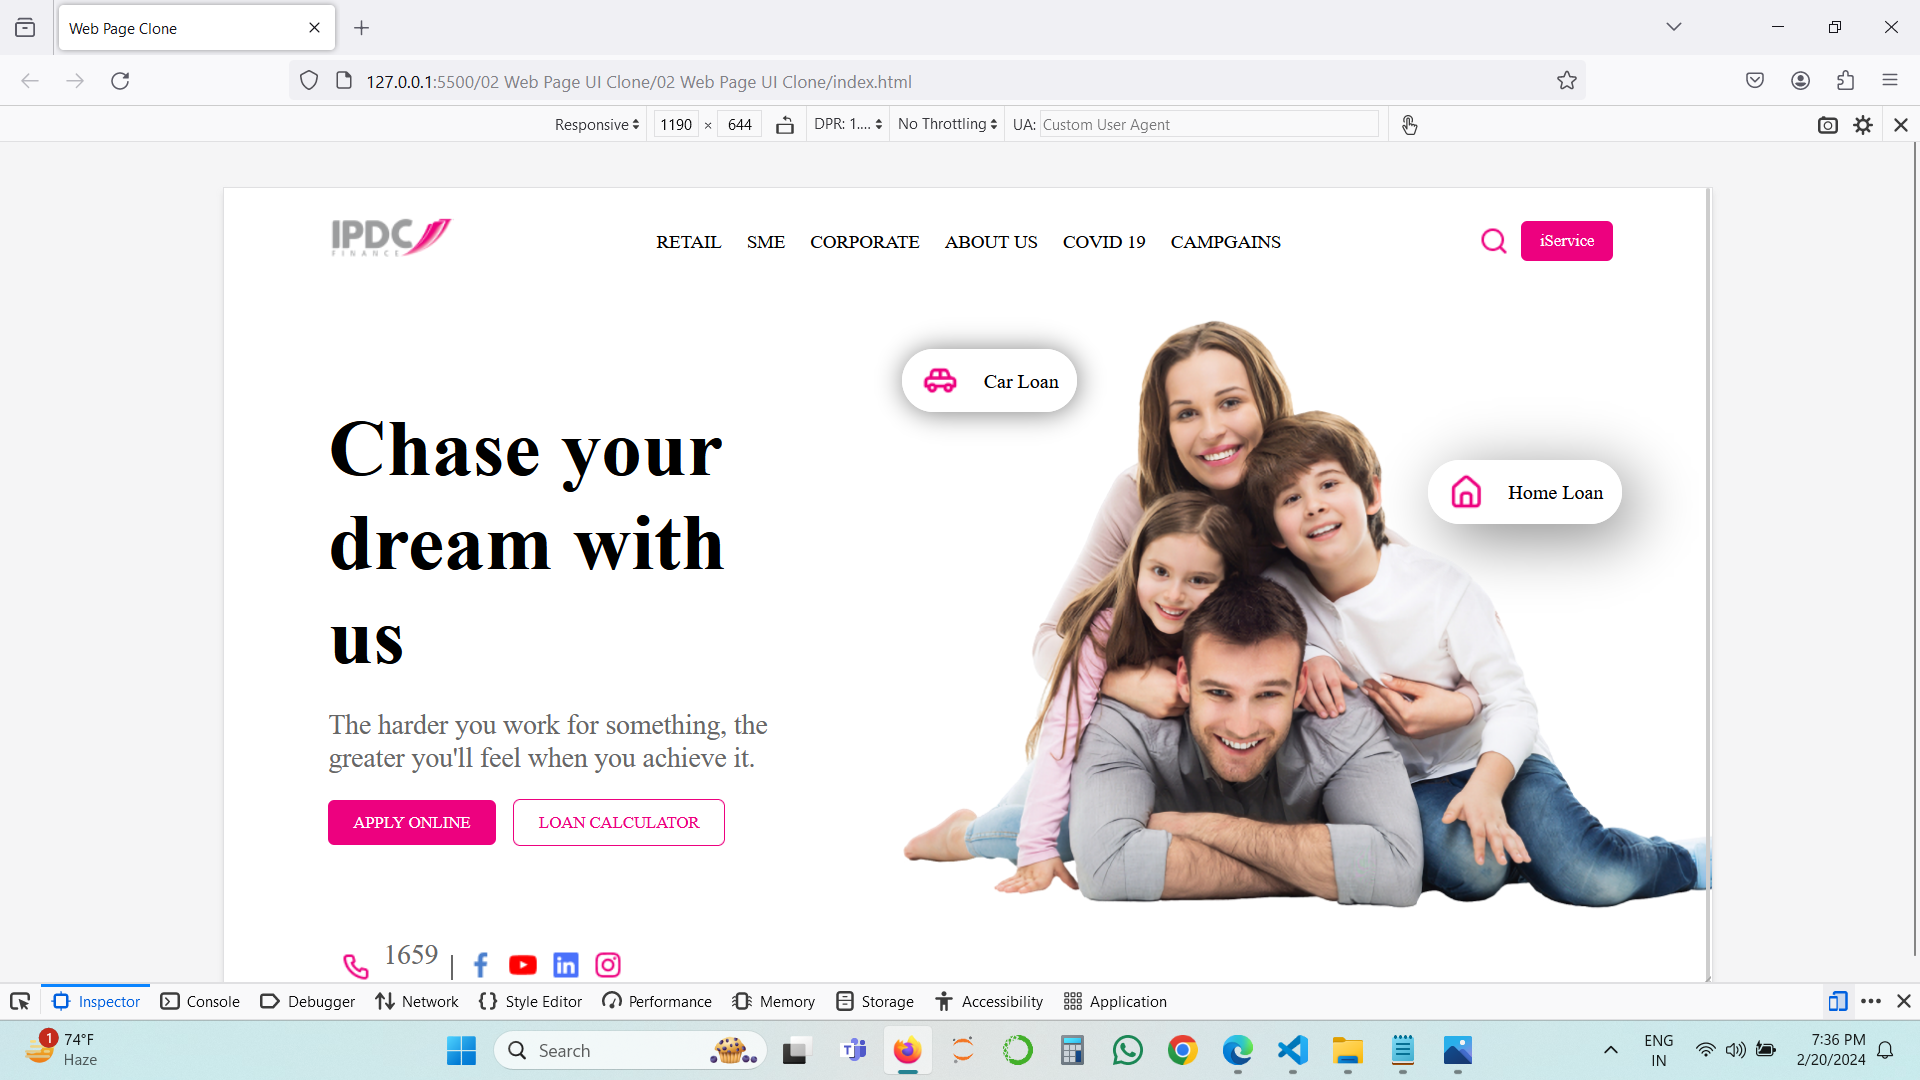 Web Page Clone
127.0.0.1:5500/02 Web Page UI Clone/02 Web Page UI Clone/index.html
Responsive 1190 × 644 DPR: 1.... No Throttling UA: Custom User Agent
IPDC FINANCE RETAIL SME CORPORATE ABOUT US COVID 19 CAMPGAINS iService
Car Loan
Home Loan
Chase your
dream with
us
The harder you work for something, the
greater you'll feel when you achieve it.
APPLY ONLINE LOAN CALCULATOR
1659 |
Inspector Console Debugger Network Style Editor Performance Memory Storage Accessibility Application
1 74°F
Haze
Search
ENG
IN
7:36 PM
2/20/2024